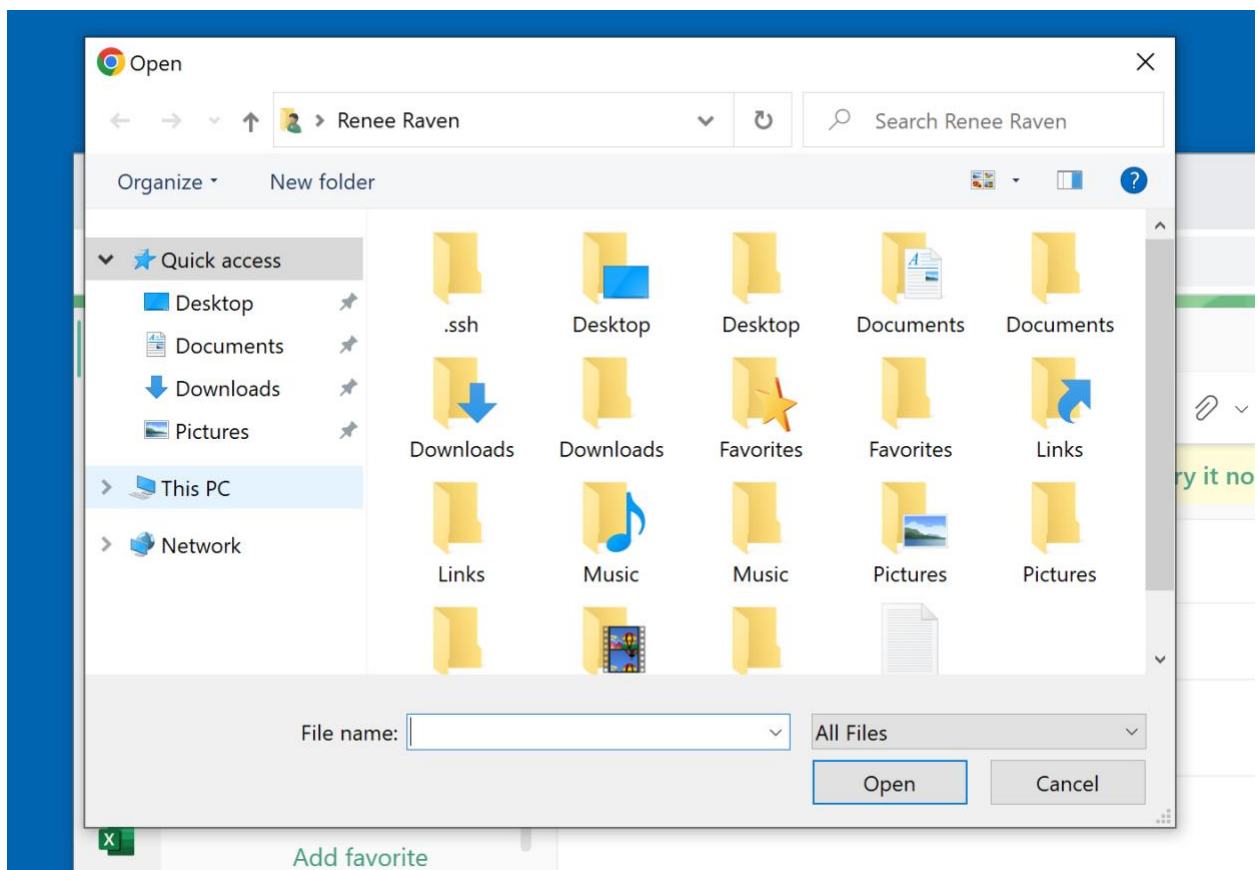 Open
Renee Raven
Search Renee Raven
Organize
New folder
?
Quick access
Desktop
Documents
Downloads
Pictures
This PC
Network
.ssh
Desktop
Desktop
Documents
Documents
Downloads
Downloads
Favorites
Favorites
Links
Links
Music
Music
Pictures
Pictures
File name:
All Files
Open
Cancel
ry it no
X
Add favorite